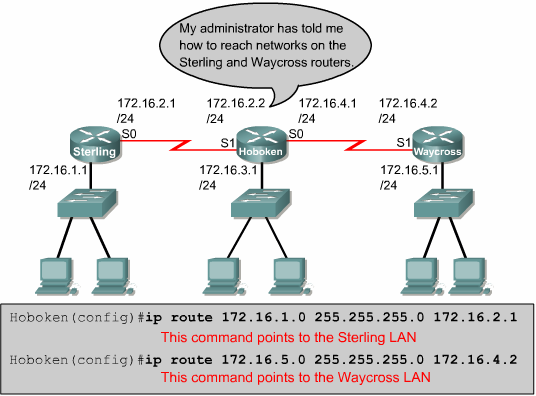 My administrator has told me
how to reach networks on the
Sterling and Waycross routers.
172.16.2.1
/24
172.16.2.2
/24
172.16.4.1
/24
172.16.4.2
/24
S0
S1
S0
S1
Sterling
Hoboken
Waycross
172.16.1.1
/24
172.16.3.1
/24
172.16.5.1
/24
Hoboken(config)#ip route 172.16.1.0 255.255.255.0 172.16.2.1
This command points to the Sterling LAN
Hoboken(config)#ip route 172.16.5.0 255.255.255.0 172.16.4.2
This command points to the Waycross LAN